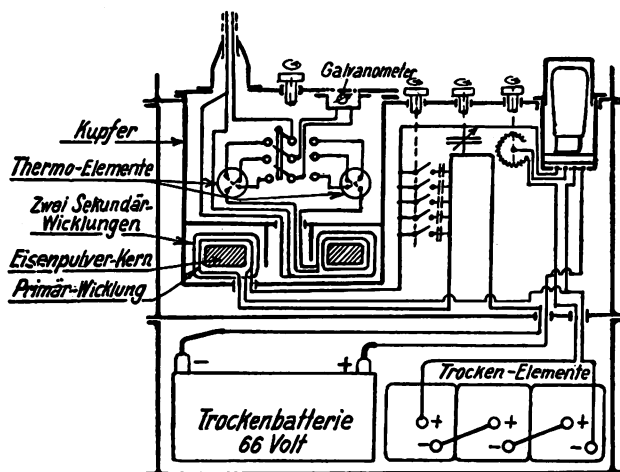 Galvanometer
Kupfer
Thermo-Elemente
Zwei Sekundär-
Wicklungen
Eisenpulver-Kern
Primär-Wicklung
- +
Trockenbatterie
66 Volt
Trocken-Elemente
+ + +
- - -